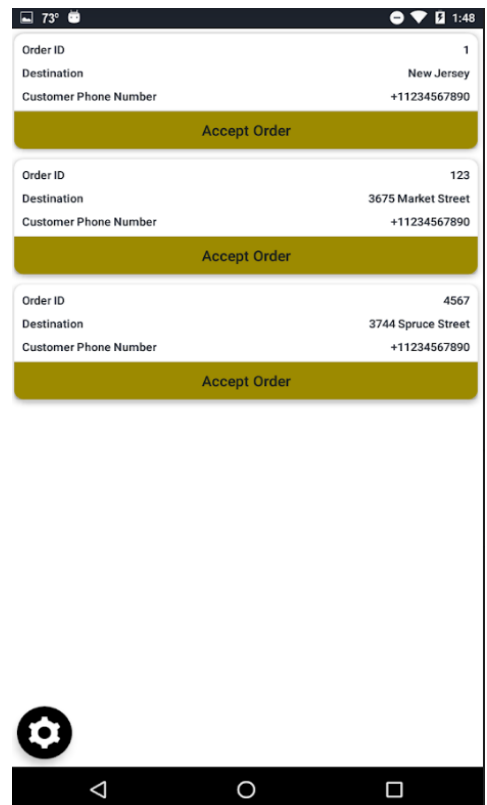 73° 1:48
Order ID 1
Destination New Jersey
Customer Phone Number +11234567890
Accept Order
Order ID 123
Destination 3675 Market Street
Customer Phone Number +11234567890
Accept Order
Order ID 4567
Destination 3744 Spruce Street
Customer Phone Number +11234567890
Accept Order